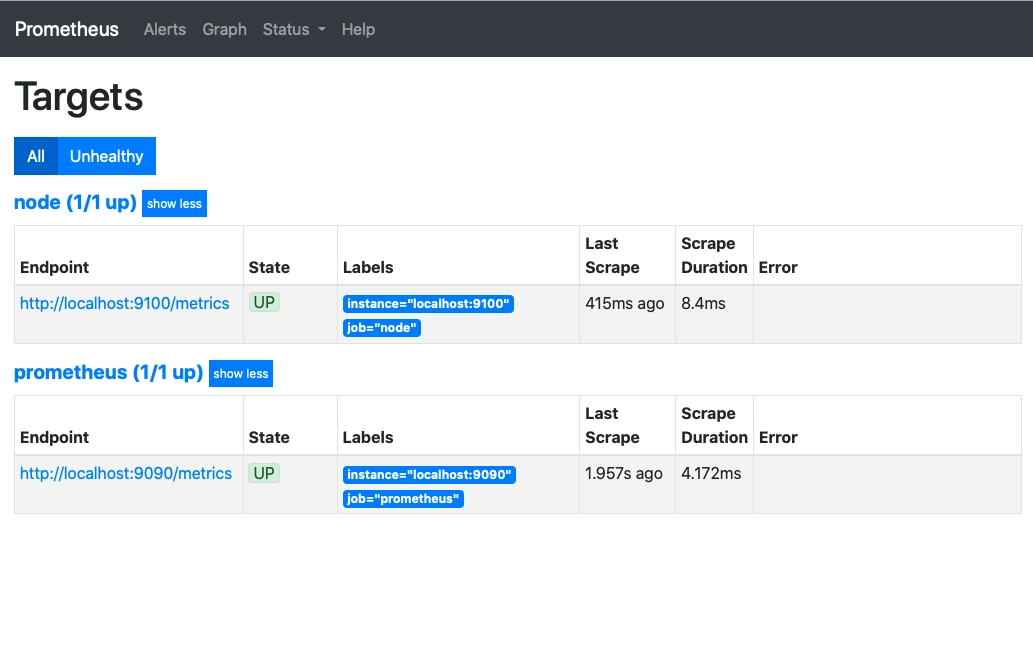 Prometheus Alerts Graph Status Help
Targets
All Unhealthy
node (1/1 up) show less
Endpoint State Labels Last Scrape Scrape Duration Error
http://localhost:9100/metrics UP instance="localhost:9100" 415ms ago 8.4ms
job="node"
prometheus (1/1 up) show less
Endpoint State Labels Last Scrape Scrape Duration Error
http://localhost:9090/metrics UP instance="localhost:9090" 1.957s ago 4.172ms
job="prometheus"